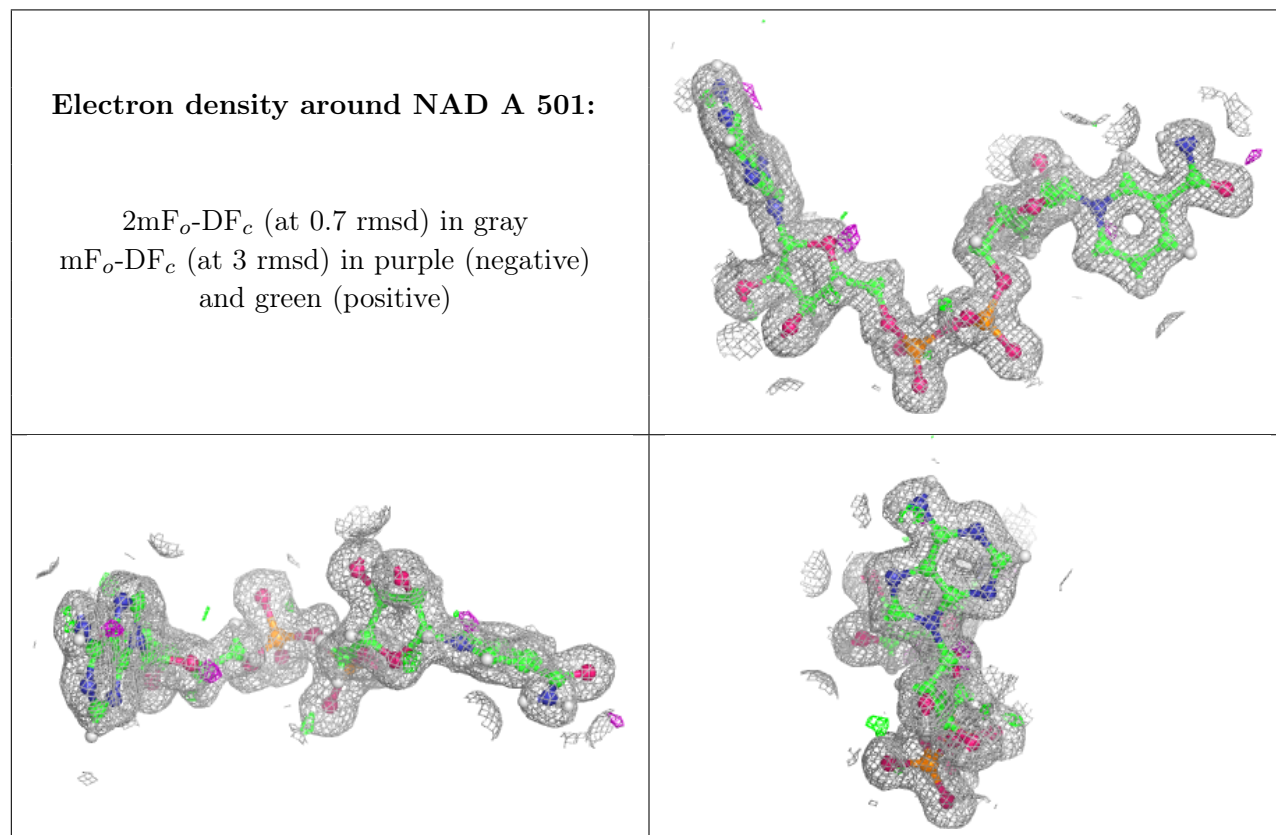 Electron density around NAD A 501:
2mFo-DFc (at 0.7 rmsd) in gray
mFo-DFc (at 3 rmsd) in purple (negative)
and green (positive)